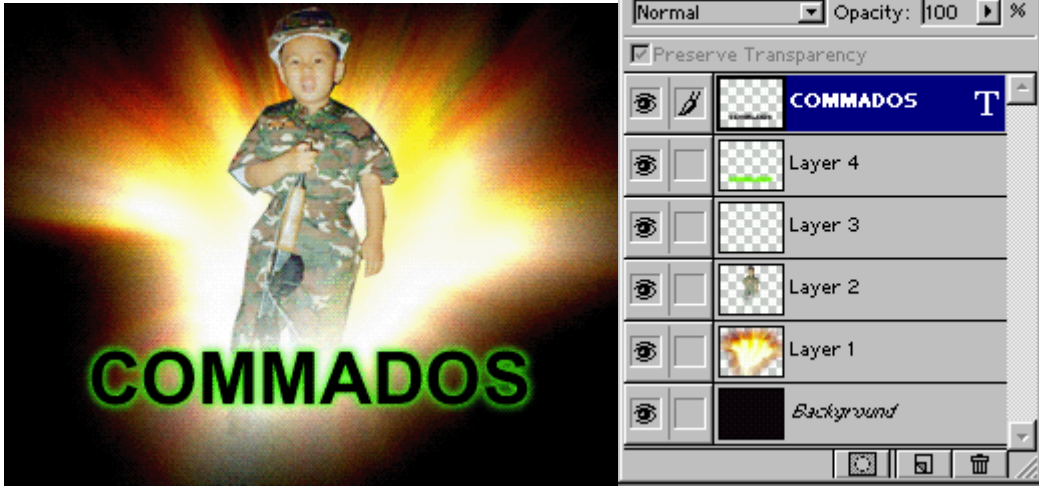 Normal Opacity: 100 %
Preserve Transparency
COMMADOS T
Layer 4
Layer 3
Layer 2
Layer 1
Background
COMMADOS